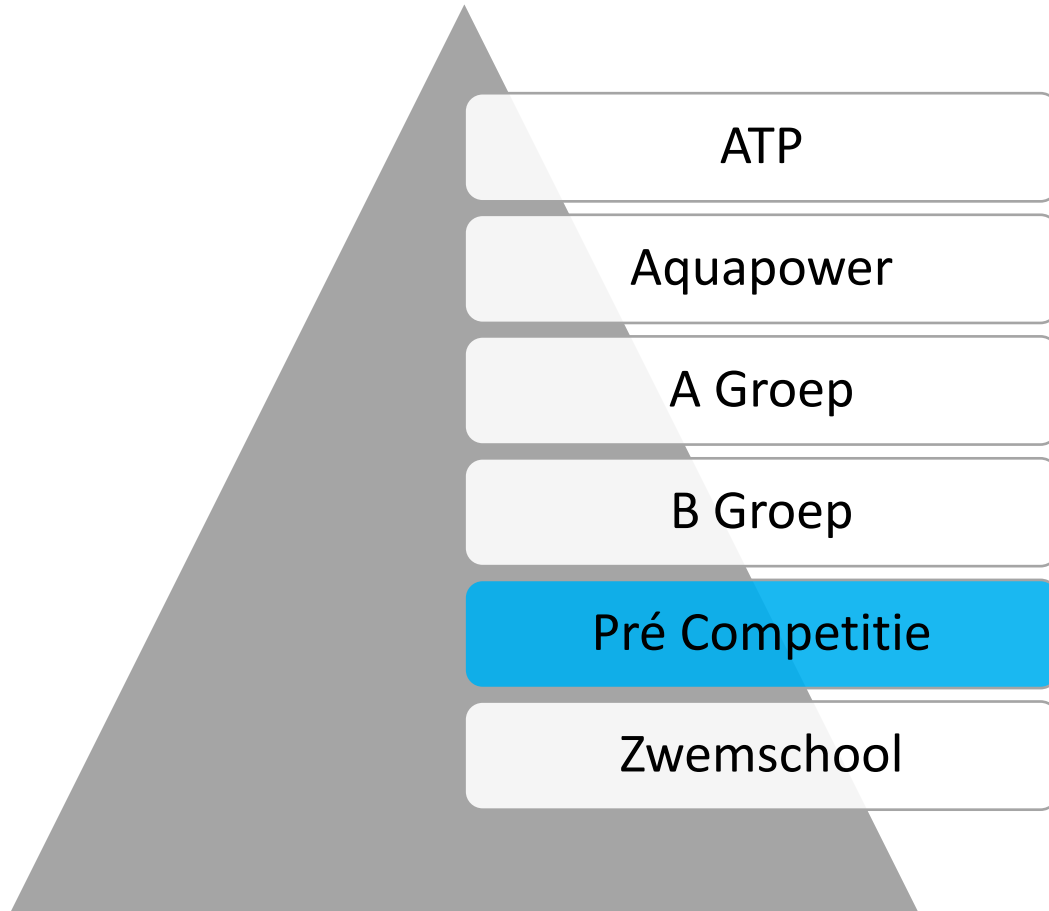 ATP
Aquapower
A Groep
B Groep
Pré Competitie
Zwemschool